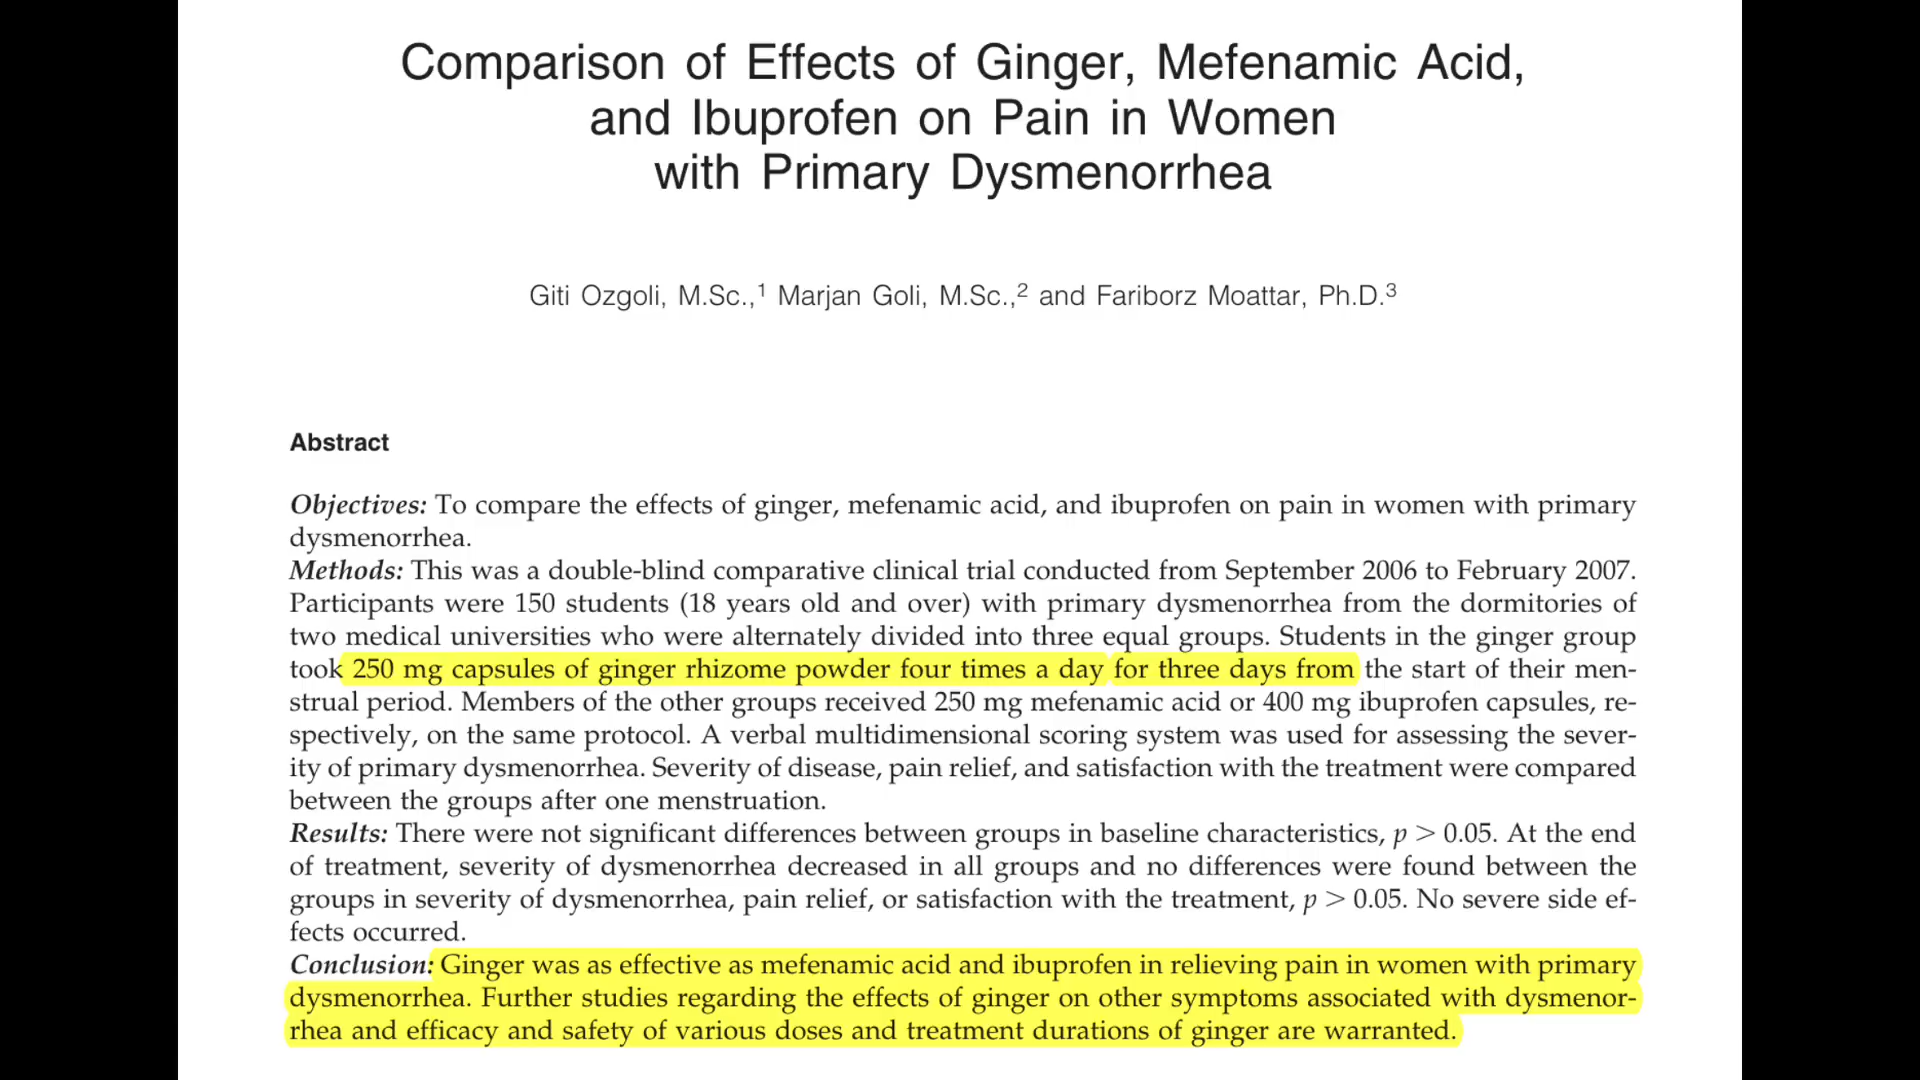 Comparison of Effects of Ginger, Mefenamic Acid,
and Ibuprofen on Pain in Women
with Primary Dysmenorrhea
Giti Ozgoli, M.Sc.,1 Marjan Goli, M.Sc.,2 and Fariborz Moattar, Ph.D.3
Abstract
Objectives: To compare the effects of ginger, mefenamic acid, and ibuprofen on pain in women with primary
dysmenorrhea.
Methods: This was a double-blind comparative clinical trial conducted from September 2006 to February 2007.
Participants were 150 students (18 years old and over) with primary dysmenorrhea from the dormitories of
two medical universities who were alternately divided into three equal groups. Students in the ginger group
took 250 mg capsules of ginger rhizome powder four times a day for three days from the start of their men-
strual period. Members of the other groups received 250 mg mefenamic acid or 400 mg ibuprofen capsules, re-
spectively, on the same protocol. A verbal multidimensional scoring system was used for assessing the sever-
ity of primary dysmenorrhea. Severity of disease, pain relief, and satisfaction with the treatment were compared
between the groups after one menstruation.
Results: There were not significant differences between groups in baseline characteristics, p > 0.05. At the end
of treatment, severity of dysmenorrhea decreased in all groups and no differences were found between the
groups in severity of dysmenorrhea, pain relief, or satisfaction with the treatment, p > 0.05. No severe side ef-
fects occurred.
Conclusion: Ginger was as effective as mefenamic acid and ibuprofen in relieving pain in women with primary
dysmenorrhea. Further studies regarding the effects of ginger on other symptoms associated with dysmenor-
rhea and efficacy and safety of various doses and treatment durations of ginger are warranted.